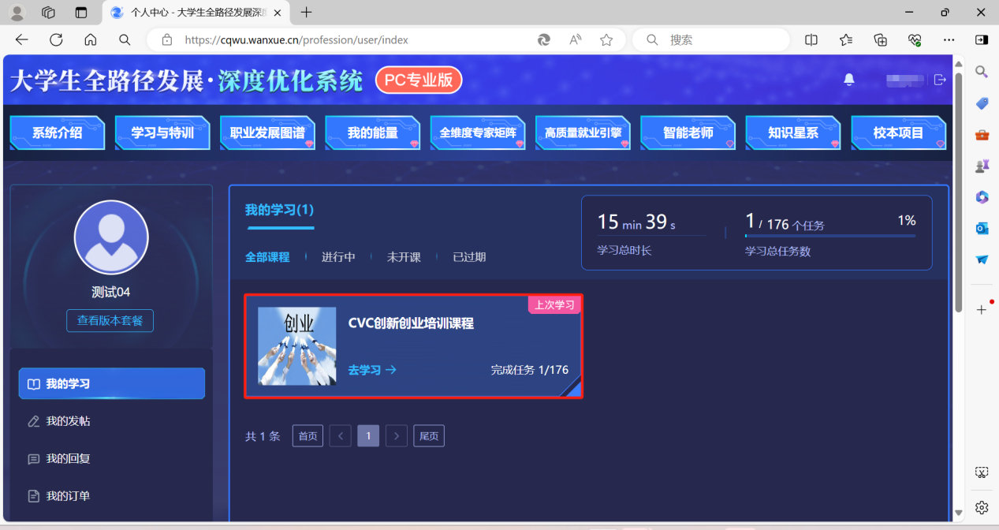 个人中心 - 大学生全路径发展深
https://cqwu.wanxue.cn/profession/user/index
搜索
大学生全路径发展·深度优化系统 PC专业版
系统介绍 学习与特训 职业发展图谱 我的能量 全维度专家矩阵 高质量就业引擎 智能老师 知识星系 校本项目
测试04
查看版本套餐
我的学习
我的发帖
我的回复
我的订单
我的学习(1)
全部课程 进行中 未开课 已过期
15 min 39 s
学习总时长
1 / 176 个任务 1%
学习总任务数
上次学习
创业
CVC创新创业培训课程
去学习 → 完成任务 1/176
共 1 条 首页 < 1 > 尾页